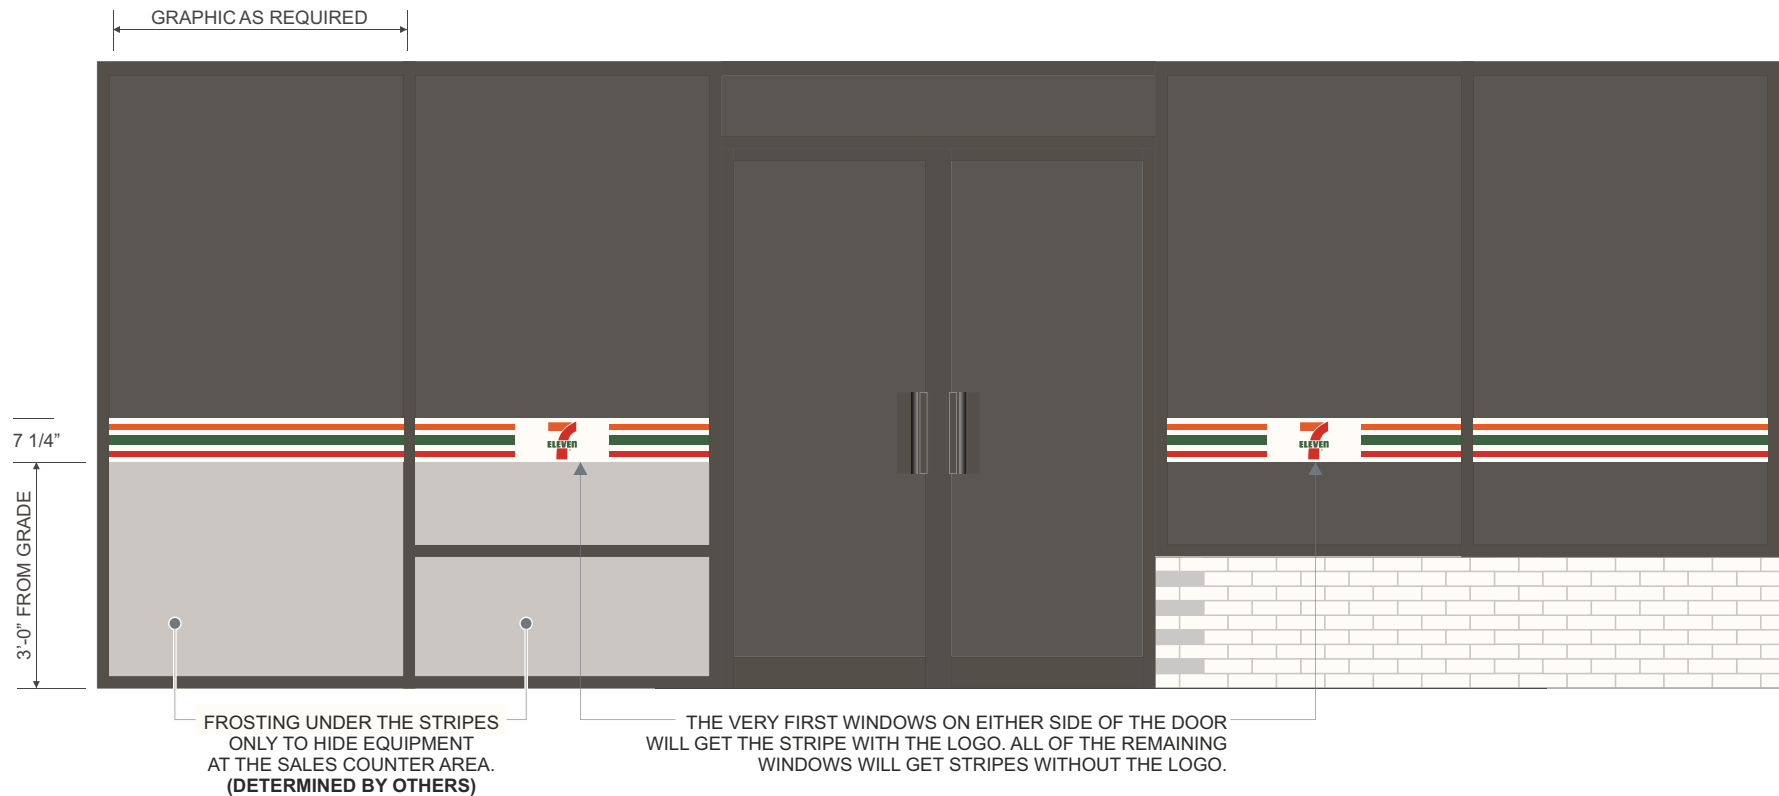 GRAPHIC AS REQUIRED
7 1/4"
3'-0" FROM GRADE
7
ELEVEn
7
ELEVEn
FROSTING UNDER THE STRIPES
ONLY TO HIDE EQUIPMENT
AT THE SALES COUNTER AREA.
(DETERMINED BY OTHERS)
THE VERY FIRST WINDOWS ON EITHER SIDE OF THE DOOR
WILL GET THE STRIPE WITH THE LOGO. ALL OF THE REMAINING
WINDOWS WILL GET STRIPES WITHOUT THE LOGO.